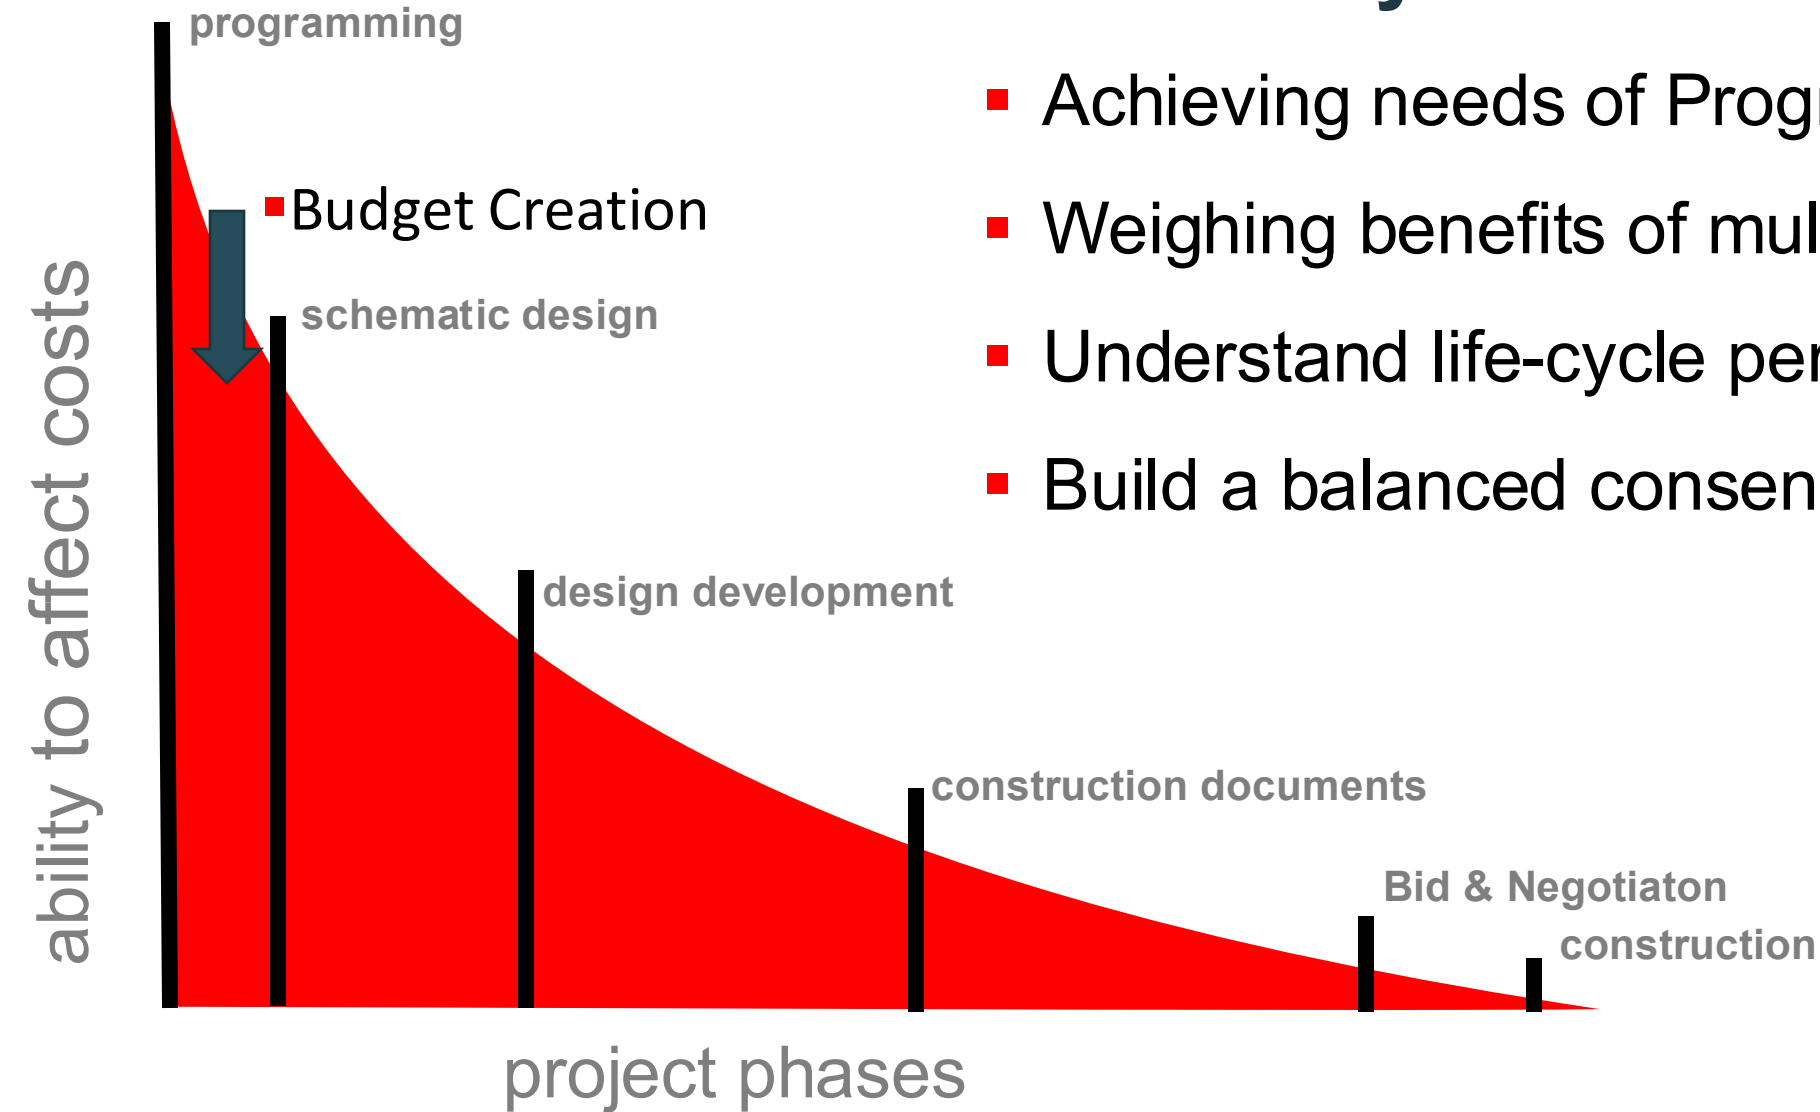 programming
Achieving needs of
Budget Creation
Weighing benefits of
schematic design
Understand life-cycle
Build a balanced
ability to affect costs
design development
construction documents
Bid & Negotiaton
construction
project phases